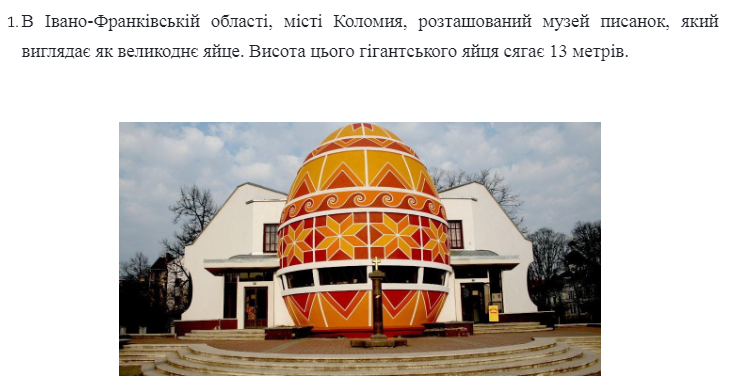 1. В Івано-Франківській області, місті Коломия, розташований музей писанок, який
виглядає як великоднє яйце. Висота цього гігантського яйця сягає 13 метрів.